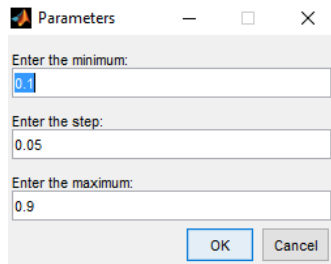 Parameters
Enter the minimum:
0.1
Enter the step:
0.05
Enter the maximum:
0.9
OK Cancel